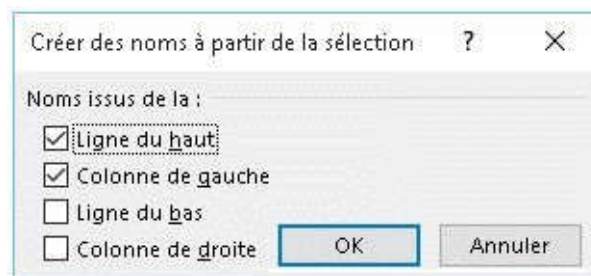 Créer des noms à partir de la sélection ? ×
Noms issus de la :
Ligne du haut
Colonne de gauche
Ligne du bas
Colonne de droite
OK Annuler